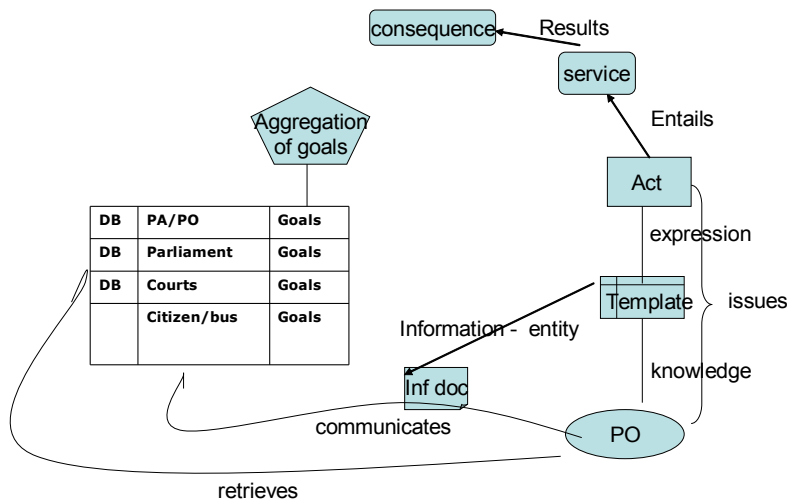 consequence
Results
service
Entails
Aggregation
of goals
Act
expression
DB PA/PO Goals
DB Parliament Goals
DB Courts Goals
Citizen/bus Goals
Template
issues
Information - entity
knowledge
Inf doc
communicates
PO
retrieves